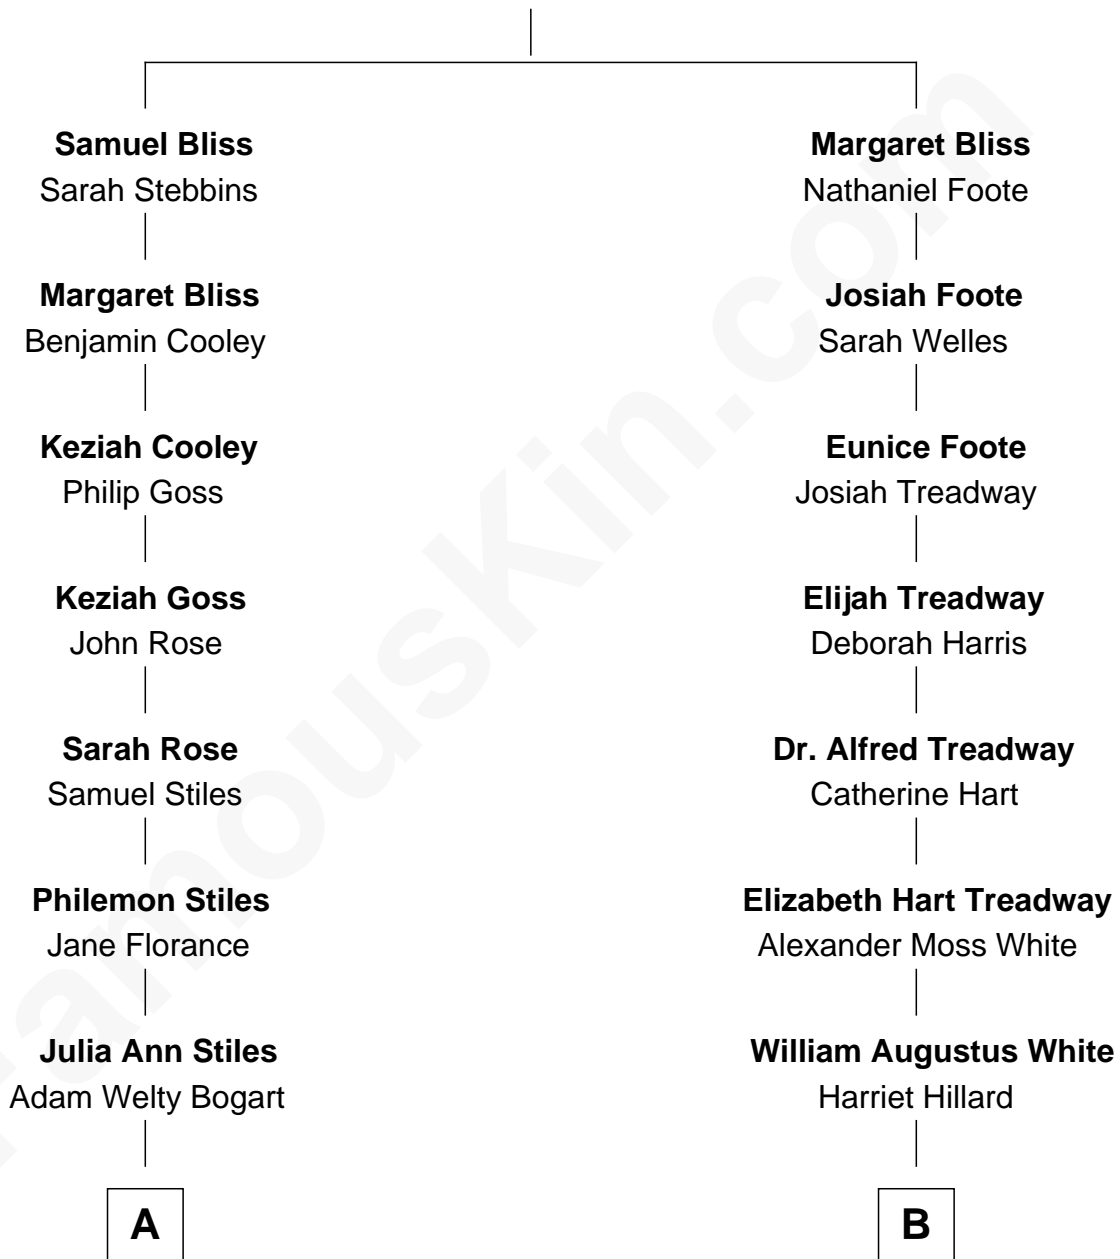 Samuel Bliss
Sarah Stebbins
Margaret Bliss
Benjamin Cooley
Keziah Cooley
Philip Goss
Keziah Goss
John Rose
Sarah Rose
Samuel Stiles
Philemon Stiles
Jane Florance
Julia Ann Stiles
Adam Welty Bogart
A
Margaret Bliss
Nathaniel Foote
Josiah Foote
Sarah Welles
Eunice Foote
Josiah Treadway
Elijah Treadway
Deborah Harris
Dr. Alfred Treadway
Catherine Hart
Elizabeth Hart Treadway
Alexander Moss White
William Augustus White
Harriet Hillard
B
FamousKin.com